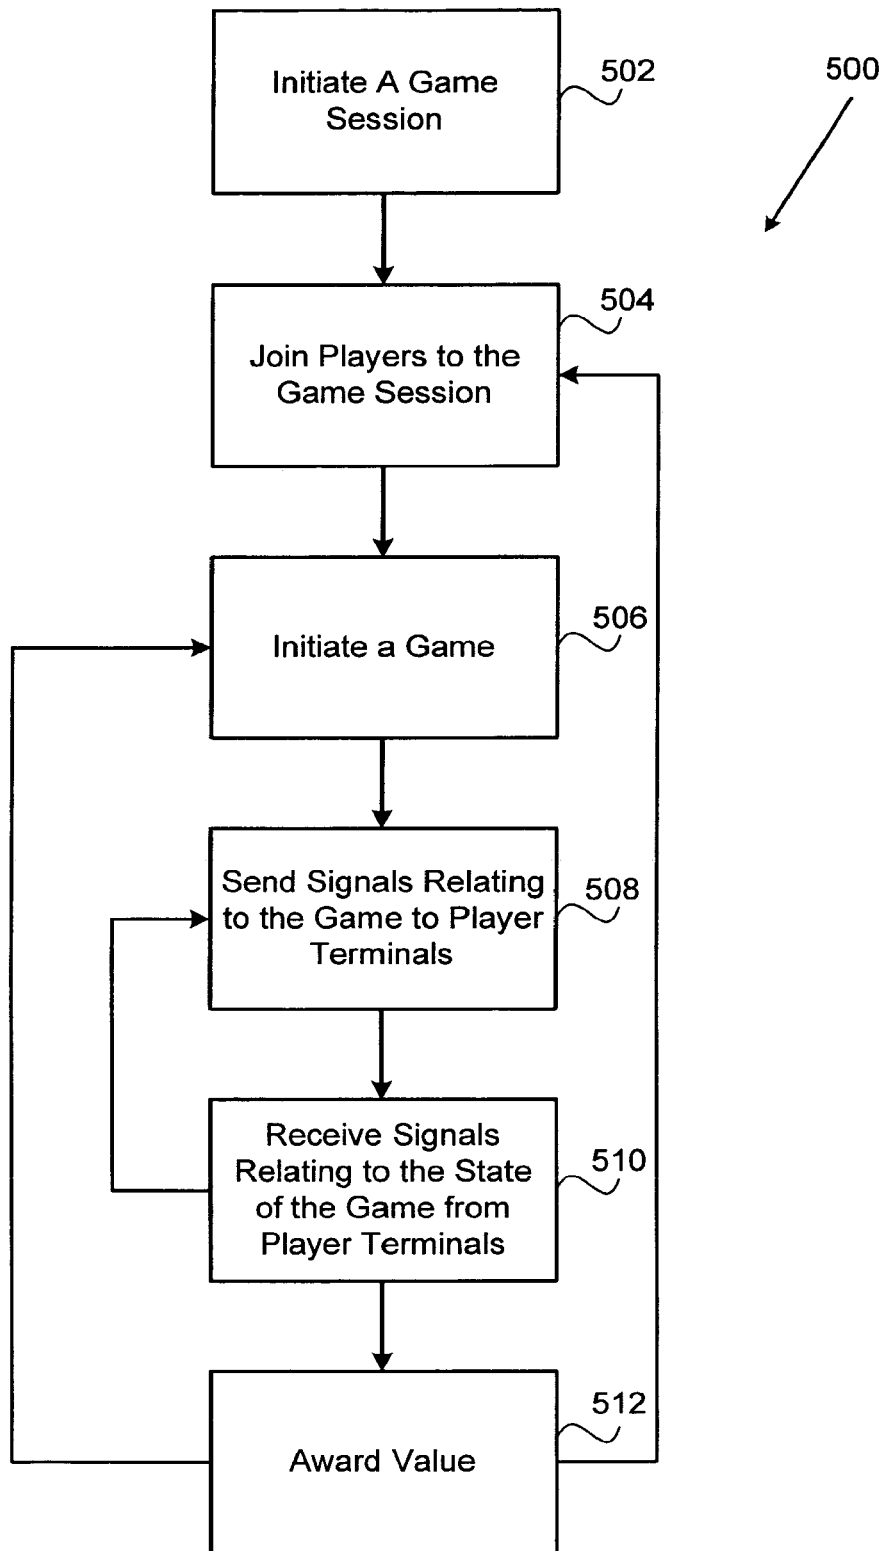 Initiate A Game
Session
502
500
Join Players to the
Game Session
504
Initiate a Game
506
Send Signals Relating
to the Game to Player
Terminals
508
Receive Signals
Relating to the State
of the Game from
Player Terminals
510
Award Value
512